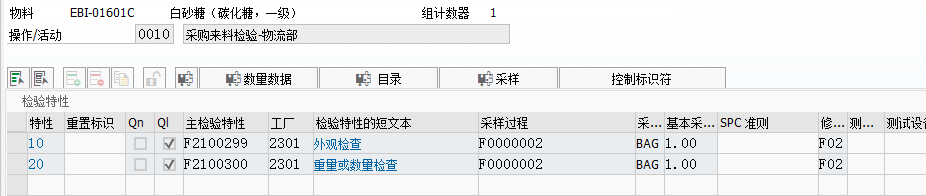 物料 EBI-01601C 白砂糖（碳化糖，一级） 组计数器 1
操作/活动 0010 采购来料检验-物流部
数量数据 目录 采样 控制标识符
检验特性
特性 重置标识 Qn Ql 主检验特性 工厂 检验特性的短文本 采样过程 采... 基本采... SPC 准则 修... 测... 测试设备
10 F2100299 2301 外观检查 F0000002 BAG 1.00 F02
20 F2100300 2301 重量或数量检查 F0000002 BAG 1.00 F02